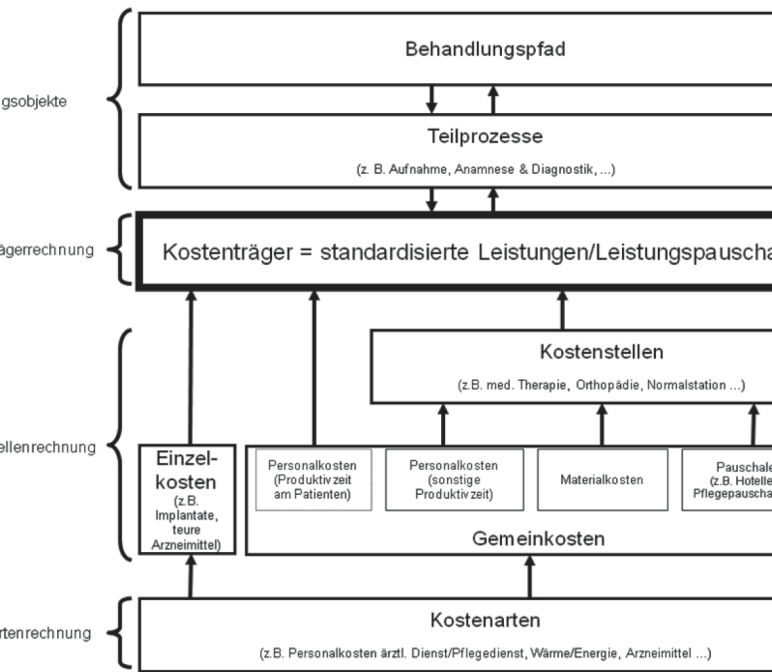 Behandlungspfad
gsobjekte
Teilprozesse
(z. B. Aufnahme, Anamnese & Diagnostik, ...)
ägerrechnung
Kostenträger = standardisierte Leistungen/Leistungspauscha
Kostenstellen
(z.B. med. Therapie, Orthopädie, Normalstation ...)
ellenrechnung
Einzel-
kosten
(z.B.
Implantate,
teure
Arzneimittel)
Personalkosten
(Produktivzeit
am Patienten)
Personalkosten
(sonstige
Produktivzeit)
Materialkosten
Pauschale
(z.B. Hotelle
Pflegepauscha
Gemeinkosten
rtenrechnung
Kostenarten
(z.B. Personalkosten ärztl. Dienst/Pflegedienst, Wärme/Energie, Arzneimittel ...)